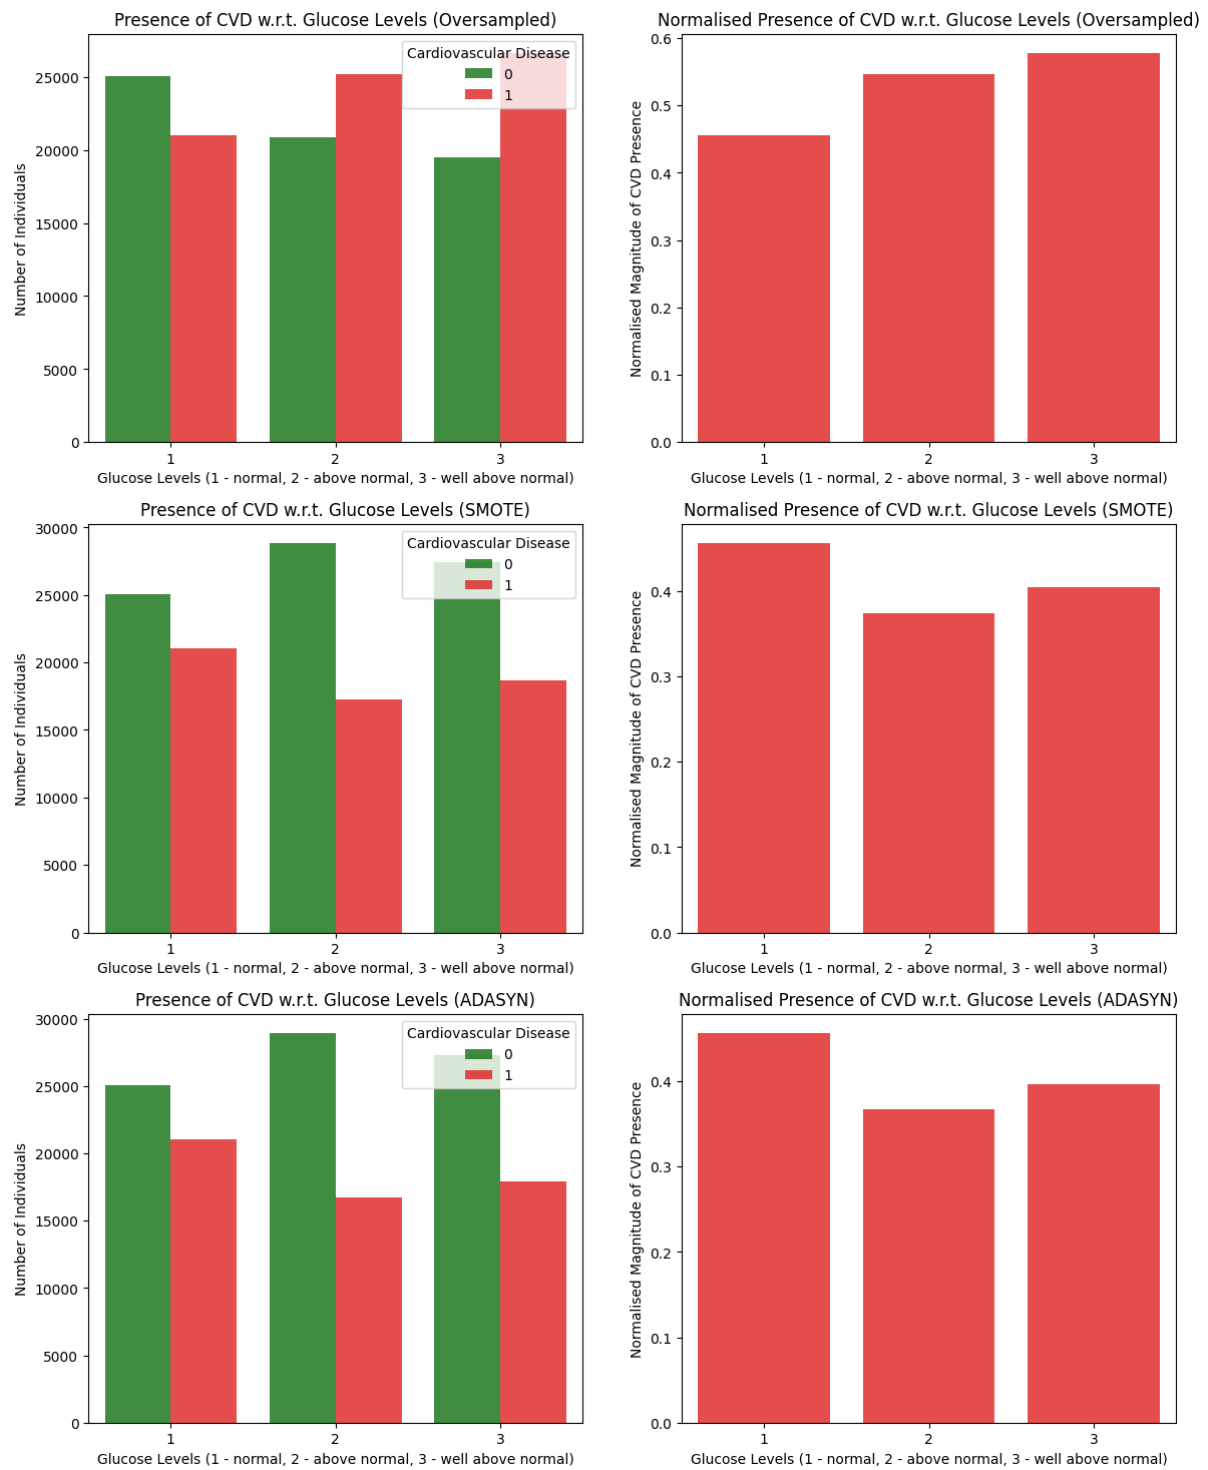 Presence of CVD w.r.t. Glucose Levels (Oversampled)
Number of Individuals
25000
20000
15000
10000
5000
0
Cardiovascular Disease
0
1
1 2 3
Glucose Levels (1 - normal, 2 - above normal, 3 - well above normal)
Normalised Presence of CVD w.r.t. Glucose Levels (Oversampled)
Normalised Magnitude of CVD Presence
0.6
0.5
0.4
0.3
0.2
0.1
0.0
1 2 3
Glucose Levels (1 - normal, 2 - above normal, 3 - well above normal)
Presence of CVD w.r.t. Glucose Levels (SMOTE)
Number of Individuals
30000
25000
20000
15000
10000
5000
0
Cardiovascular Disease
0
1
1 2 3
Glucose Levels (1 - normal, 2 - above normal, 3 - well above normal)
Normalised Presence of CVD w.r.t. Glucose Levels (SMOTE)
Normalised Magnitude of CVD Presence
0.4
0.3
0.2
0.1
0.0
1 2 3
Glucose Levels (1 - normal, 2 - above normal, 3 - well above normal)
Presence of CVD w.r.t. Glucose Levels (ADASYN)
Number of Individuals
30000
25000
20000
15000
10000
5000
0
Cardiovascular Disease
0
1
1 2 3
Glucose Levels (1 - normal, 2 - above normal, 3 - well above normal)
Normalised Presence of CVD w.r.t. Glucose Levels (ADASYN)
Normalised Magnitude of CVD Presence
0.4
0.3
0.2
0.1
0.0
1 2 3
Glucose Levels (1 - normal, 2 - above normal, 3 - well above normal)